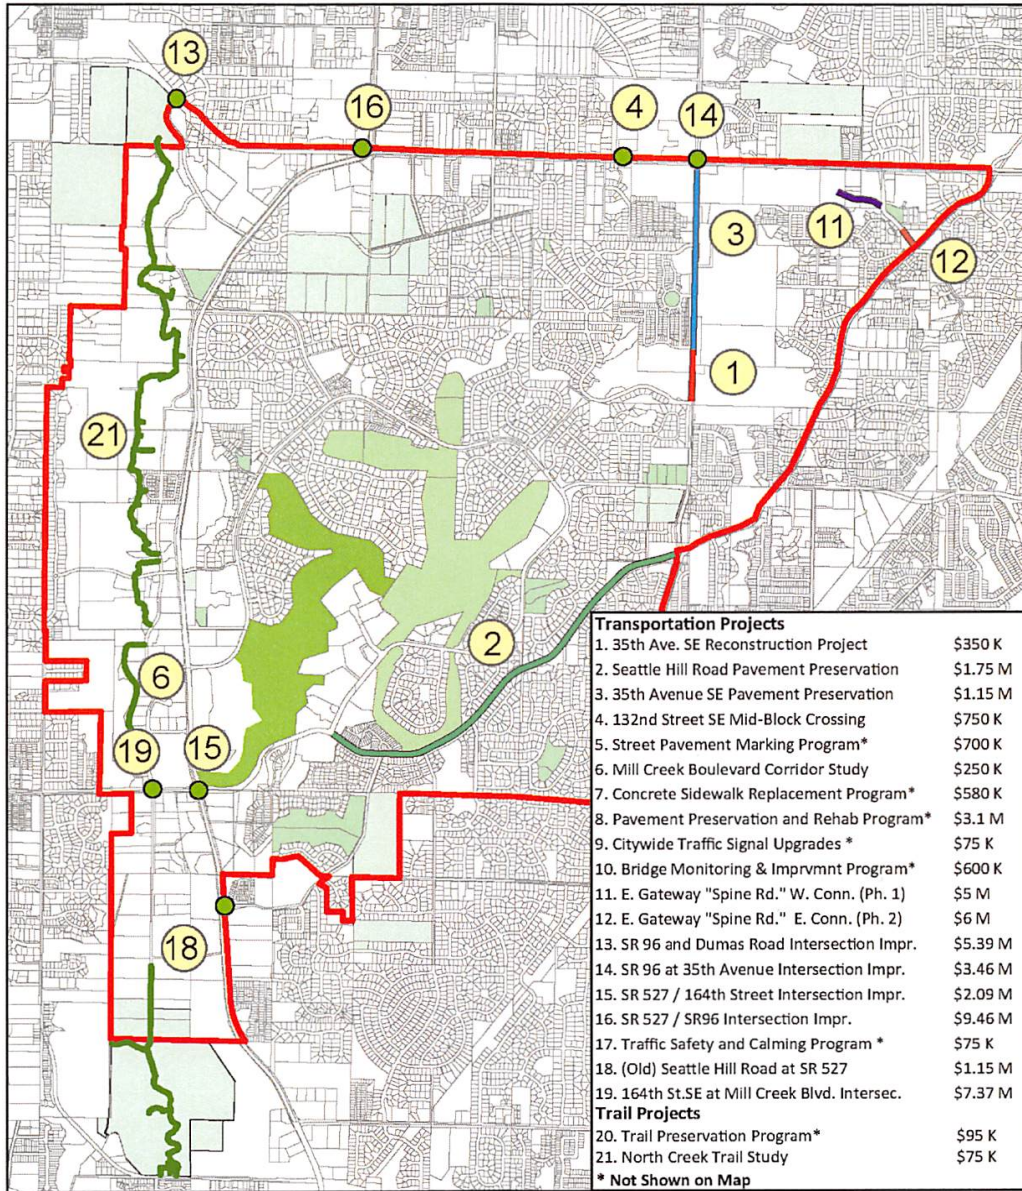 13
16
4
14
11
3
12
1
21
2
6
19
15
18
Transportation Projects
1. 35th Ave. SE Reconstruction Project $350 K
2. Seattle Hill Road Pavement Preservation $1.75 M
3. 35th Avenue SE Pavement Preservation $1.15 M
4. 132nd Street SE Mid-Block Crossing $750 K
5. Street Pavement Marking Program* $700 K
6. Mill Creek Boulevard Corridor Study $250 K
7. Concrete Sidewalk Replacement Program* $580 K
8. Pavement Preservation and Rehab Program* $3.1 M
9. Citywide Traffic Signal Upgrades * $75 K
10. Bridge Monitoring & Imprvmnt Program* $600 K
11. E. Gateway "Spine Rd." W. Conn. (Ph. 1) $5 M
12. E. Gateway "Spine Rd." E. Conn. (Ph. 2) $6 M
13. SR 96 and Dumas Road Intersection Impr. $5.39 M
14. SR 96 at 35th Avenue Intersection Impr. $3.46 M
15. SR 527 / 164th Street Intersection Impr. $2.09 M
16. SR 527 / SR96 Intersection Impr. $9.46 M
17. Traffic Safety and Calming Program * $75 K
18. (Old) Seattle Hill Road at SR 527 $1.15 M
19. 164th St.SE at Mill Creek Blvd. Intersec. $7.37 M
Trail Projects
20. Trail Preservation Program* $95 K
21. North Creek Trail Study $75 K
* Not Shown on Map